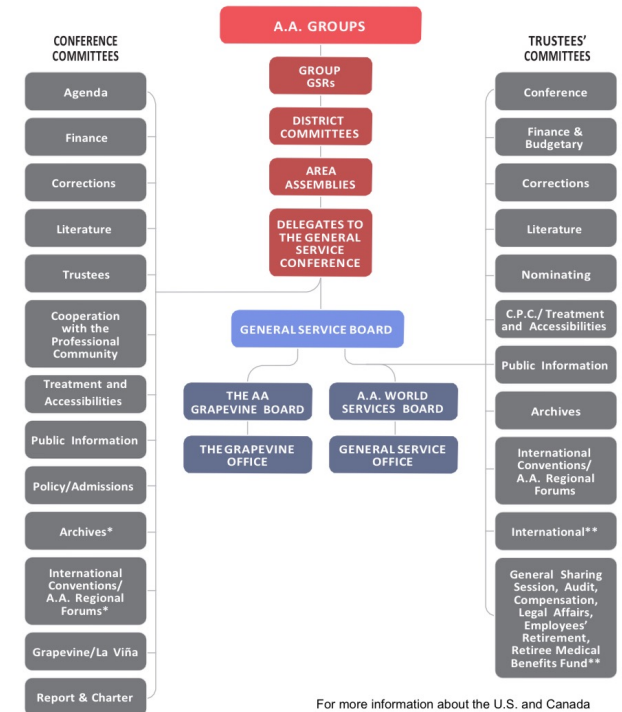 A.A. GROUPS
CONFERENCE
COMMITTEES
Agenda
Finance
Corrections
Literature
Trustees
Cooperation
with the
Professional
Community
Treatment and
Accessibilities
Public Information
Policy/Admissions
Archives*
International
Conventions/
A.A. Regional
Forums*
Grapevine/La Viña
Report & Charter
GROUP
GSRs
DISTRICT
COMMITTEES
AREA
ASSEMBLIES
DELEGATES TO
THE GENERAL
SERVICE
CONFERENCE
GENERAL SERVICE BOARD
THE AA
GRAPEVINE BOARD
A.A. WORLD
SERVICES BOARD
THE GRAPEVINE
OFFICE
GENERAL SERVICE
OFFICE
TRUSTEES'
COMMITTEES
Conference
Finance &
Budgetary
Corrections
Literature
Nominating
C.P.C./ Treatment
and Accessibilities
Public Information
Archives
International
Conventions/
A.A. Regional
Forums
International**
General Sharing
Session, Audit,
Compensation,
Legal Affairs,
Employees'
Retirement,
Retiree Medical
Benefits Fund**
For more information about the U.S. and Canada